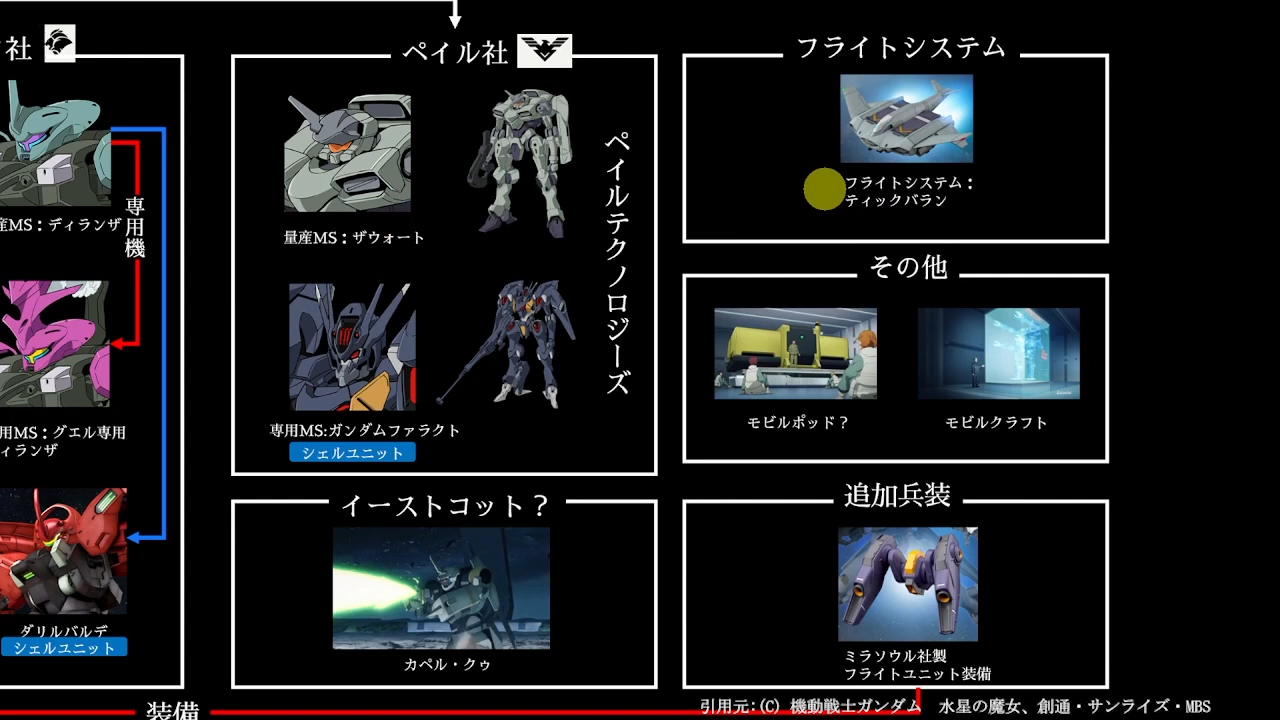 社
産MS：ディランザ
専用機
用MS：グエル専用
ィランザ
ダリルバルデ
シェルユニット
ペイル社
ペイルテクノロジーズ
量産MS：ザウォート
専用MS:ガンダムファラクト
シェルユニット
イーストコット？
カペル・クゥ
フライトシステム
フライトシステム：
ティックバラン
その他
モビルポッド？
モビルクラフト
追加兵装
ミラソウル社製
フライトユニット装備
装備
引用元:(C) 機動戦士ガンダム　水星の魔女、創通・サンライズ・MBS